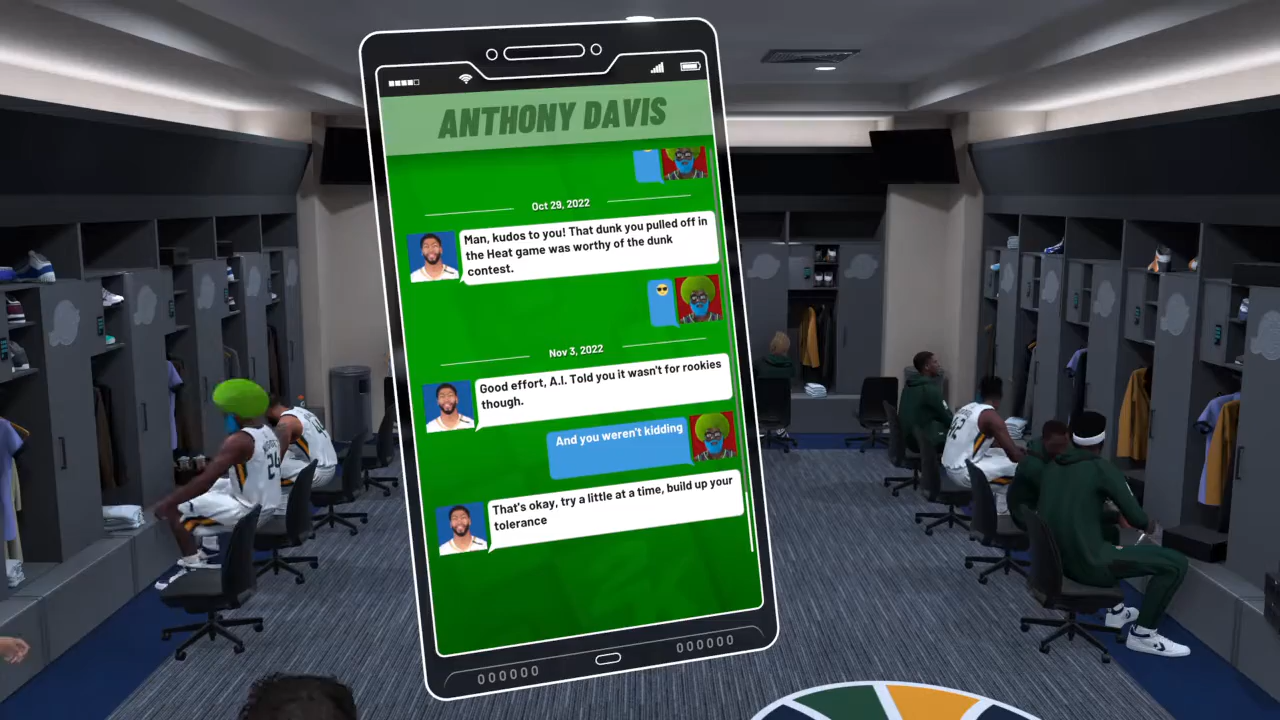 ANTHONY DAVIS
Oct 29, 2022
Man, kudos to you! That dunk you pulled off in
the Heat game was worthy of the dunk
contest.
Nov 3, 2022
Good effort, A.I. Told you it wasn't for rookies
though.
And you weren't kidding
That's okay, try a little at a time, build up your
tolerance
24